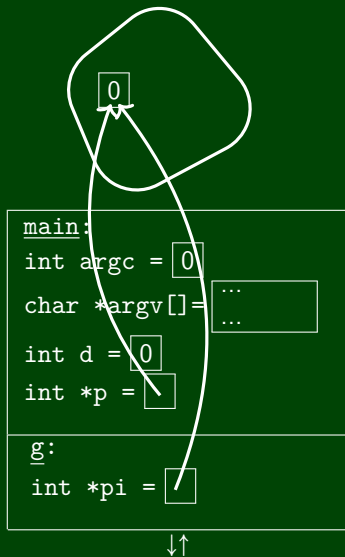 0
main:
int argc = 0
char *argv[]= ...
...
int d = 0
int *p =
g:
int *pi =
↓↑